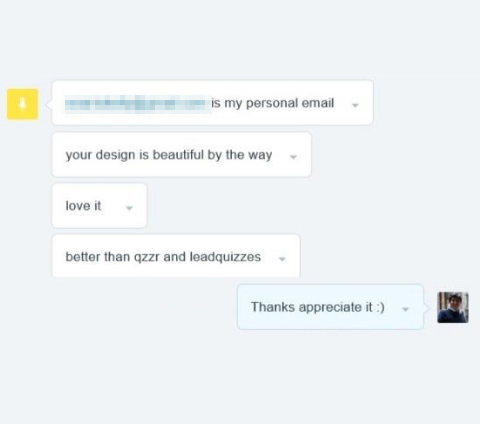 is my personal email
your design is beautiful by the way
love it
better than qzzr and leadquizzes
Thanks appreciate it :)